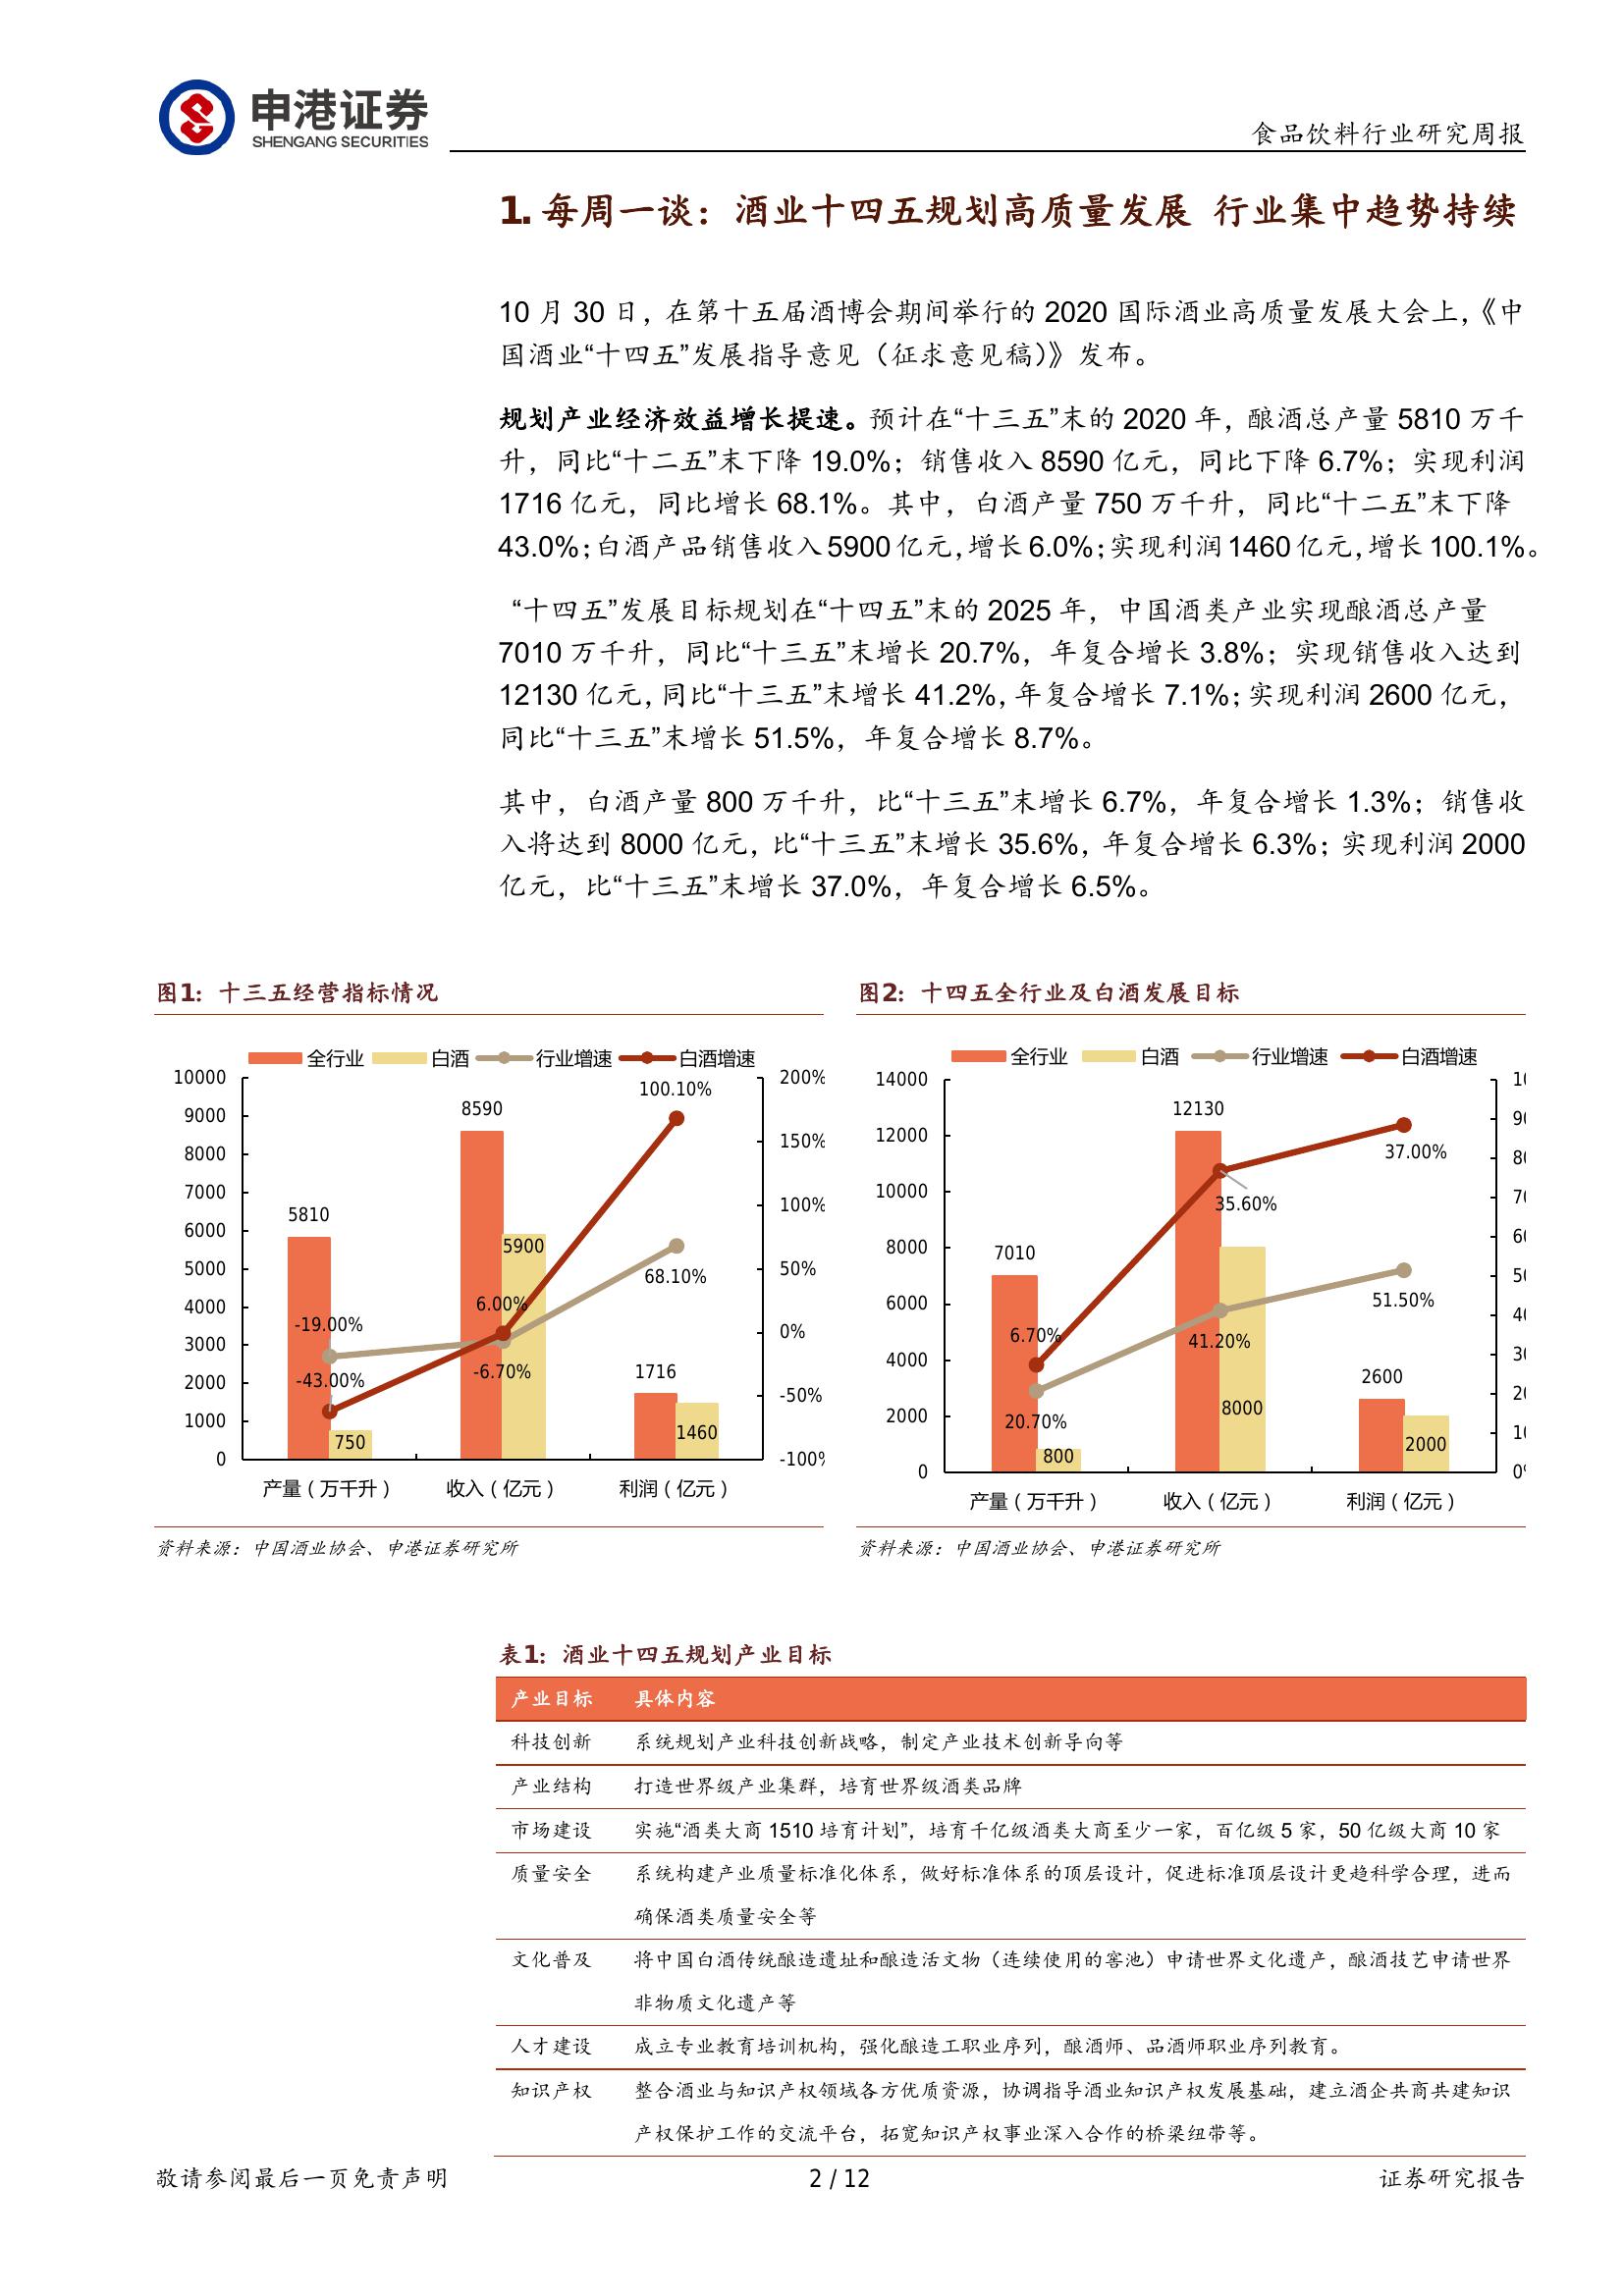 申港证券
SHENGANG SECURITIES
食品饮料行业研究周报
1. 每周一谈：酒业十四五规划高质量发展 行业集中趋势持续
10 月 30 日，在第十五届酒博会期间举行的 2020 国际酒业高质量发展大会上，《中
国酒业“十四五”发展指导意见（征求意见稿）》发布。
规划产业经济效益增长提速。预计在“十三五”末的 2020 年，酿酒总产量 5810 万千
升，同比“十二五”末下降 19.0%；销售收入 8590 亿元，同比下降 6.7%；实现利润
1716 亿元，同比增长 68.1%。其中，白酒产量 750 万千升，同比“十二五”末下降
43.0%；白酒产品销售收入 5900 亿元，增长 6.0%；实现利润 1460 亿元，增长 100.1%。
“十四五”发展目标规划在“十四五”末的 2025 年，中国酒类产业实现酿酒总产量
7010 万千升，同比“十三五”末增长 20.7%，年复合增长 3.8%；实现销售收入达到
12130 亿元，同比“十三五”末增长 41.2%，年复合增长 7.1%；实现利润 2600 亿元，
同比“十三五”末增长 51.5%，年复合增长 8.7%。
其中，白酒产量 800 万千升，比“十三五”末增长 6.7%，年复合增长 1.3%；销售收
入将达到 8000 亿元，比“十三五”末增长 35.6%，年复合增长 6.3%；实现利润 2000
亿元，比“十三五”末增长 37.0%，年复合增长 6.5%。
图1：十三五经营指标情况
全行业 白酒 行业增速 白酒增速
10000
9000
8000
7000
6000
5000
4000
3000
2000
1000
0
200%
150%
100%
50%
0%
-50%
-100%
5810
8590
1716
750
5900
1460
-19.00%
-6.70%
68.10%
-43.00%
6.00%
100.10%
产量（万千升） 收入（亿元） 利润（亿元）
资料来源：中国酒业协会、申港证券研究所
图2：十四五全行业及白酒发展目标
全行业 白酒 行业增速 白酒增速
14000
12000
10000
8000
6000
4000
2000
0
7010
12130
2600
800
8000
2000
20.70%
41.20%
51.50%
6.70%
35.60%
37.00%
产量（万千升） 收入（亿元） 利润（亿元）
资料来源：中国酒业协会、申港证券研究所
表1：酒业十四五规划产业目标
产业目标 具体内容
科技创新 系统规划产业科技创新战略，制定产业技术创新导向等
产业结构 打造世界级产业集群，培育世界级酒类品牌
市场建设 实施“酒类大商 1510 培育计划”，培育千亿级酒类大商至少一家，百亿级 5 家，50 亿级大商 10 家
质量安全 系统构建产业质量标准化体系，做好标准体系的顶层设计，促进标准顶层设计更趋科学合理，进而
确保酒类质量安全等
文化普及 将中国白酒传统酿造遗址和酿造活文物（连续使用的窖池）申请世界文化遗产，酿酒技艺申请世界
非物质文化遗产等
人才建设 成立专业教育培训机构，强化酿造工职业序列，酿酒师、品酒师职业序列教育。
知识产权 整合酒业与知识产权领域各方优质资源，协调指导酒业知识产权发展基础，建立酒企共商共建知识
产权保护工作的交流平台，拓宽知识产权事业深入合作的桥梁纽带等。
敬请参阅最后一页免责声明 2 / 12 证券研究报告